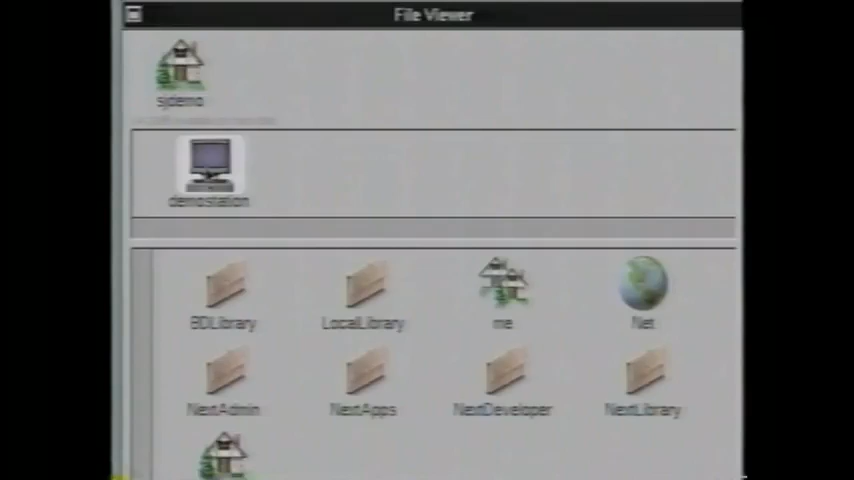 File Viewer
sjdemo
demostation
BDLibrary LocalLibrary me Net
NextAdmin NextApps NextDeveloper NextLibrary